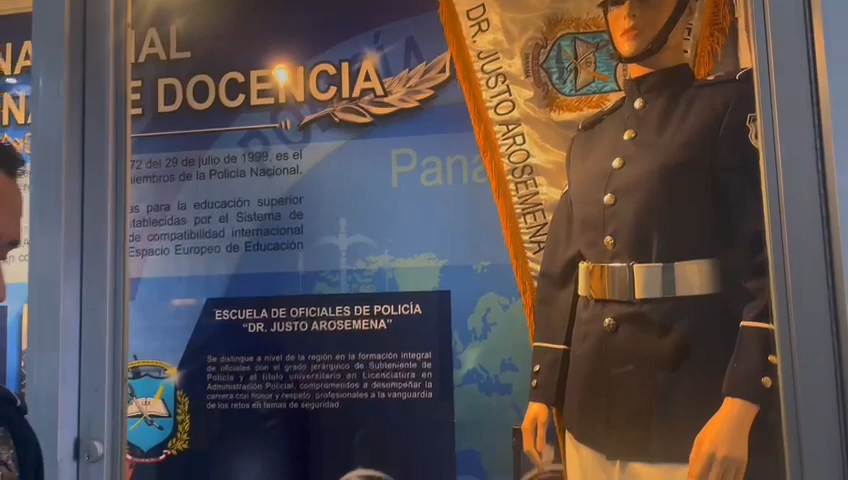 NAL
E DOCENCIA
72 del 29 de julio de 1999, es el
miembros de la Policía Nacional.
as para la educación superior
tablecidas por el Sistema de
de compatibilidad internacional
Espacio Europeo de Educación
Pana
DR. JUSTO AROSEMENA
ESCUELA DE OFICIALES DE POLICÍA
“DR. JUSTO AROSEMENA”
Se distingue a nivel de la región en la formación integral
de oficiales con el grado jerárquico de Subteniente de
Policía y el título universitario en Licenciatura en
Administración Policial, comprometidos a desempeñar la
carrera con honor y respeto, profesionales a la vanguardia
de los retos en temas de seguridad.
LEX